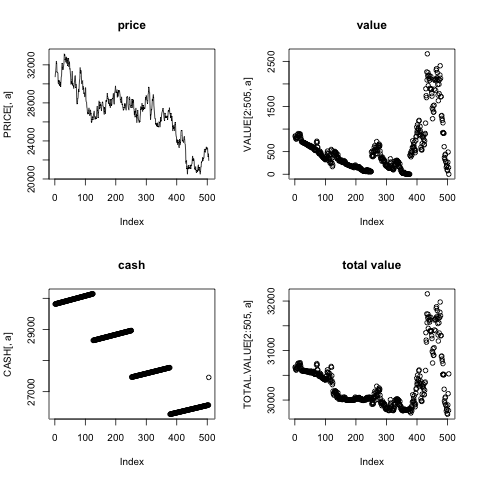 price
PRICE[, a]
20000 24000 28000 32000
0 100 200 300 400 500
Index
value
VALUE[2:505, a]
0 500 1500 2500
0 100 200 300 400 500
Index
cash
CASH[, a]
27000 29000
0 100 200 300 400 500
Index
total value
TOTAL.VALUE[2:505, a]
30000 31000 32000
0 100 200 300 400 500
Index